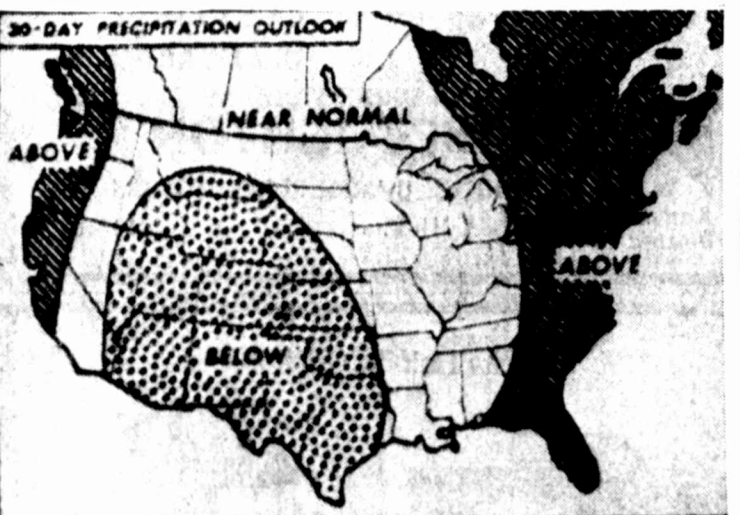 30-DAY PRECIPITATION OUTLOOK
NEAR NORMAL
ABOVE
ABOVE
BELOW